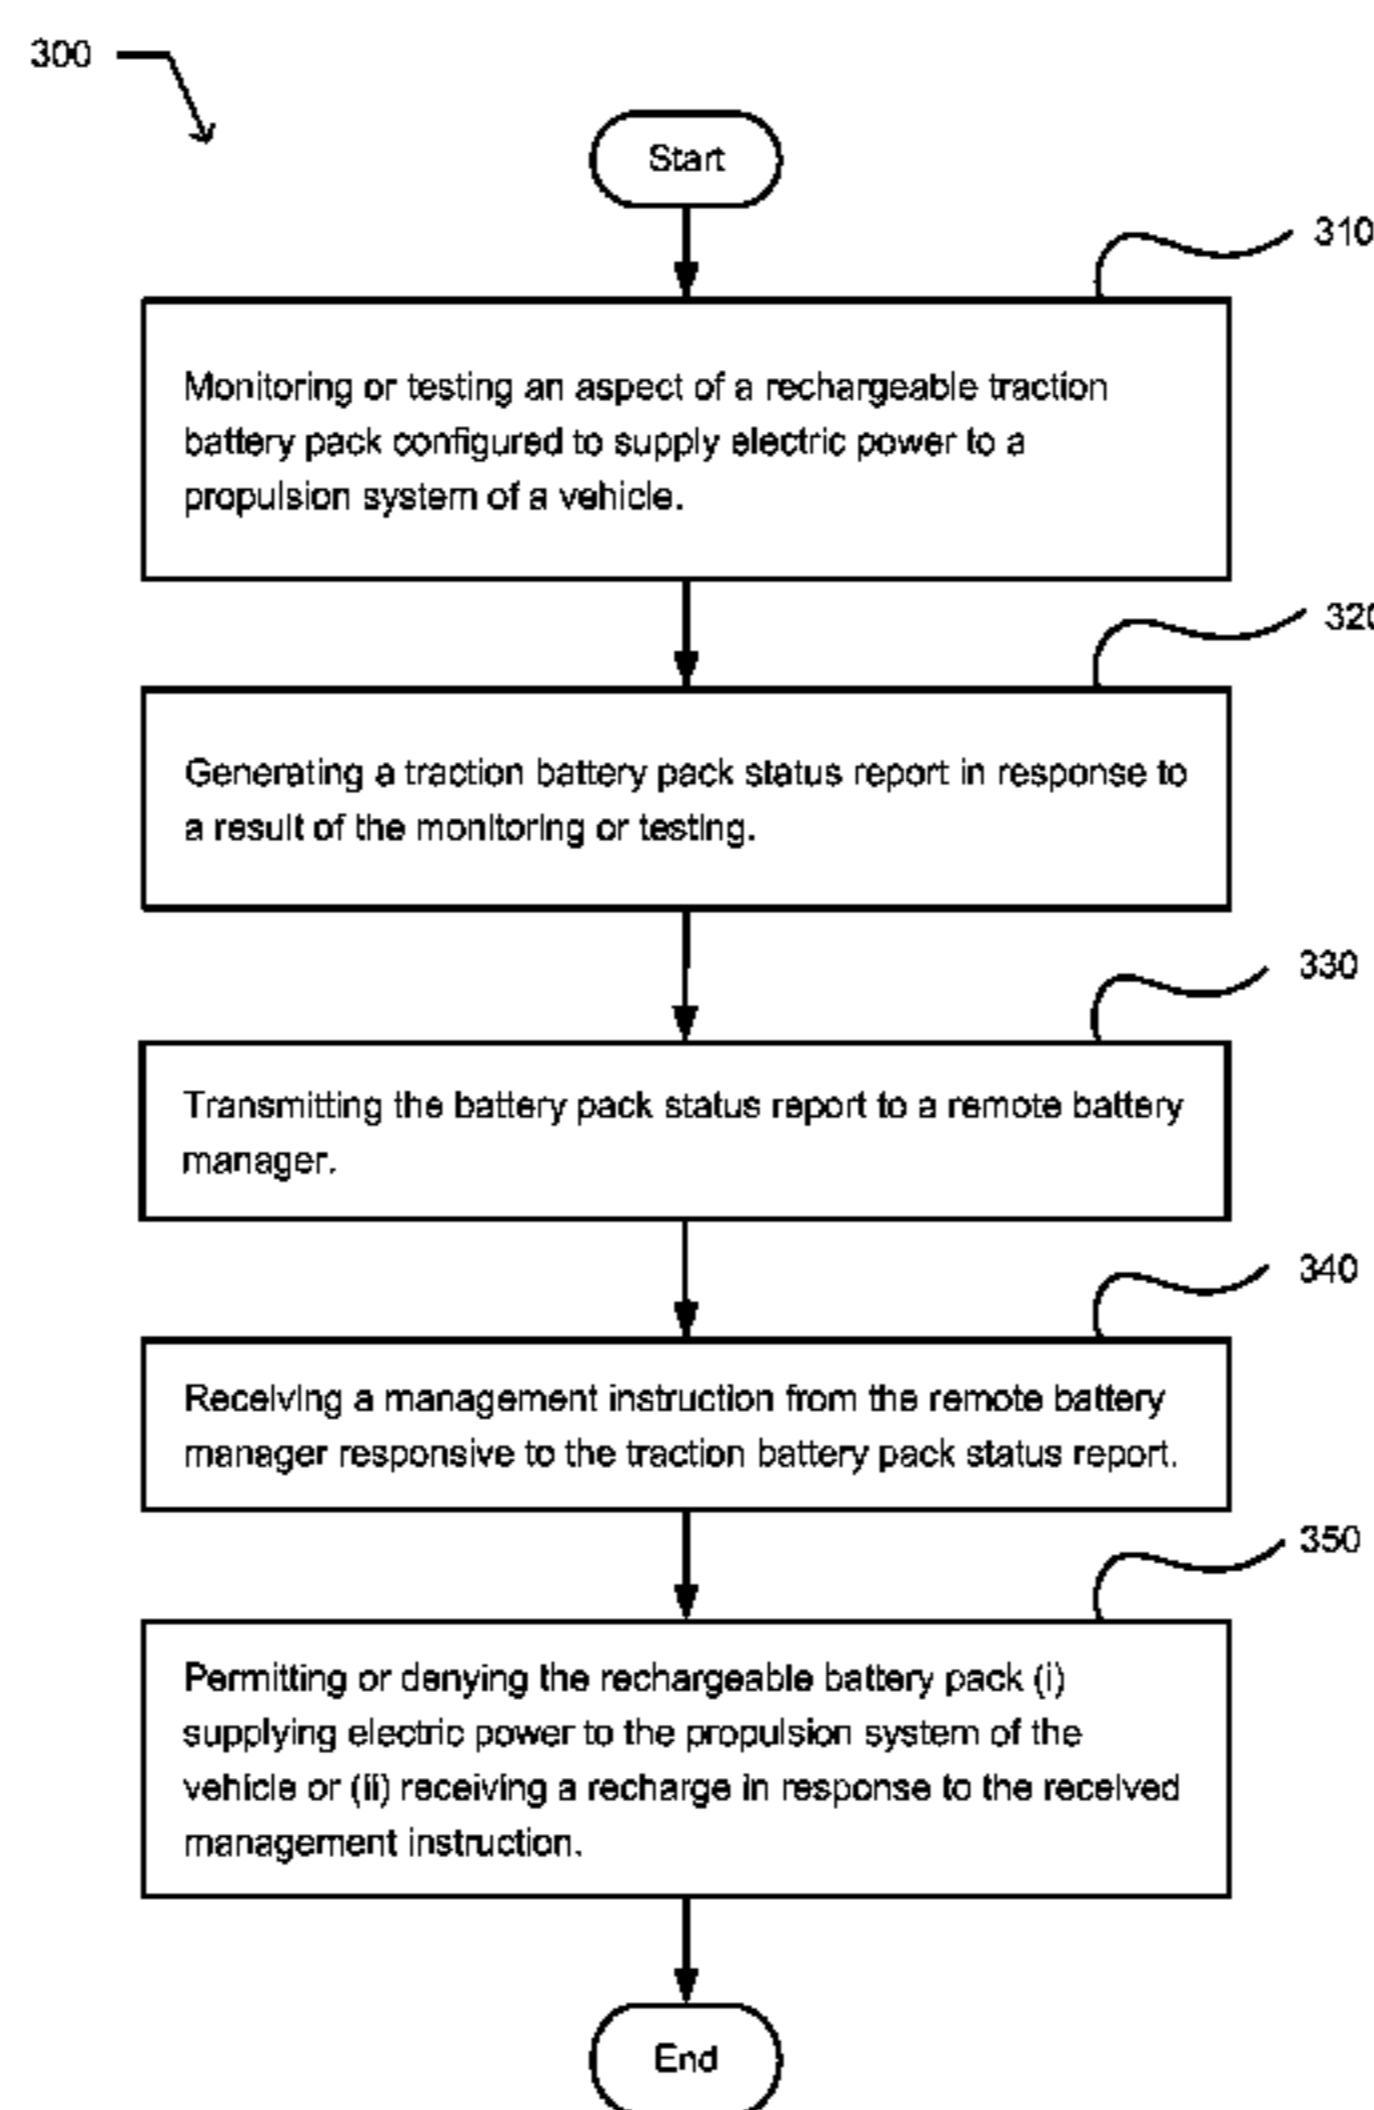 300
Start
310
Monitoring or testing an aspect of a rechargeable traction
battery pack configured to supply electric power to a
propulsion system of a vehicle.
320
Generating a traction battery pack status report in response to
a result of the monitoring or testing.
330
Transmitting the battery pack status report to a remote battery
manager.
340
Receiving a management instruction from the remote battery
manager responsive to the traction battery pack status report.
350
Permitting or denying the rechargeable battery pack (i)
supplying electric power to the propulsion system of the
vehicle or (ii) receiving a recharge in response to the received
management instruction.
End